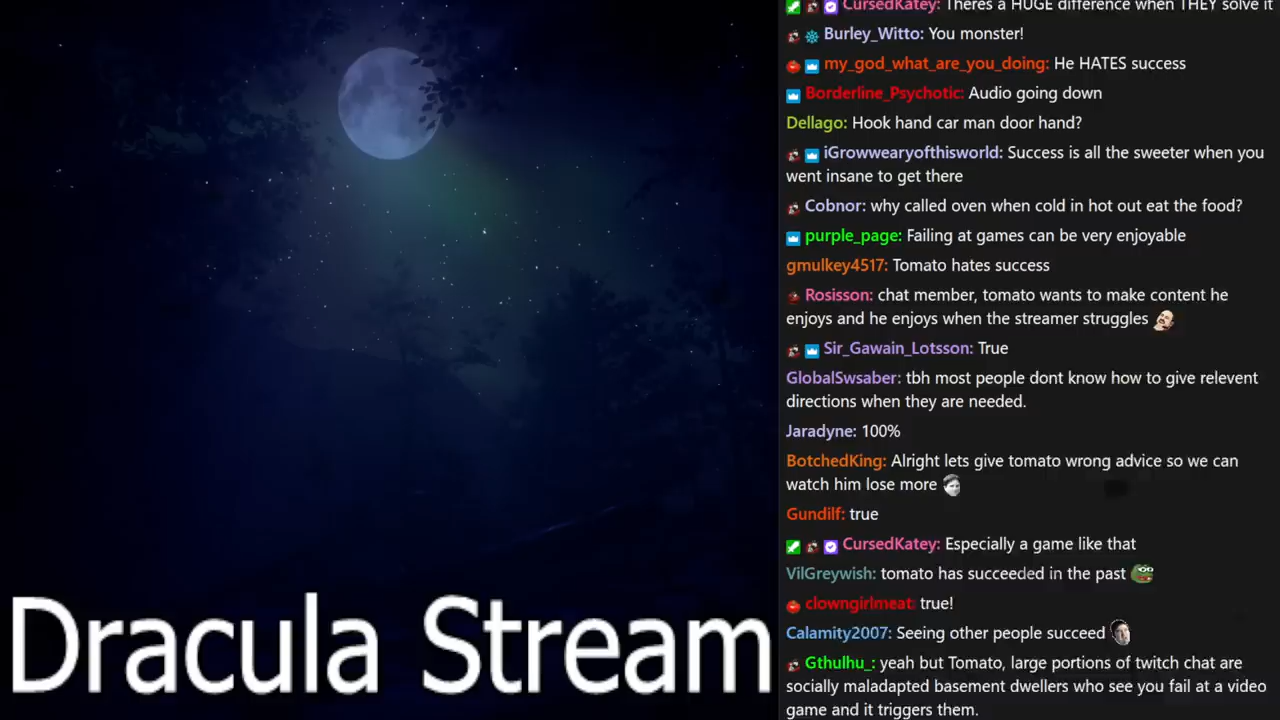 CursedKatey: Theres a HUGE difference when THEY solve it
Burley_Witto: You monster!
my_god_what_are_you_doing: He HATES success
Borderline_Psychotic: Audio going down
Dellago: Hook hand car man door hand?
iGrowwearyofthisworld: Success is all the sweeter when you
went insane to get there
Cobnor: why called oven when cold in hot out eat the food?
purple_page: Failing at games can be very enjoyable
gmulkey4517: Tomato hates success
Rosisson: chat member, tomato wants to make content he
enjoys and he enjoys when the streamer struggles
Sir_Gawain_Lotsson: True
GlobalSwsaber: tbh most people dont know how to give relevent
directions when they are needed.
Jaradyne: 100%
BotchedKing: Alright lets give tomato wrong advice so we can
watch him lose more
Gundilf: true
CursedKatey: Especially a game like that
VilGreywish: tomato has succeeded in the past
clowngirlmeat: true!
Calamity2007: Seeing other people succeed
Gthulhu_: yeah but Tomato, large portions of twitch chat are
socially maladapted basement dwellers who see you fail at a video
game and it triggers them.
Dracula Stream